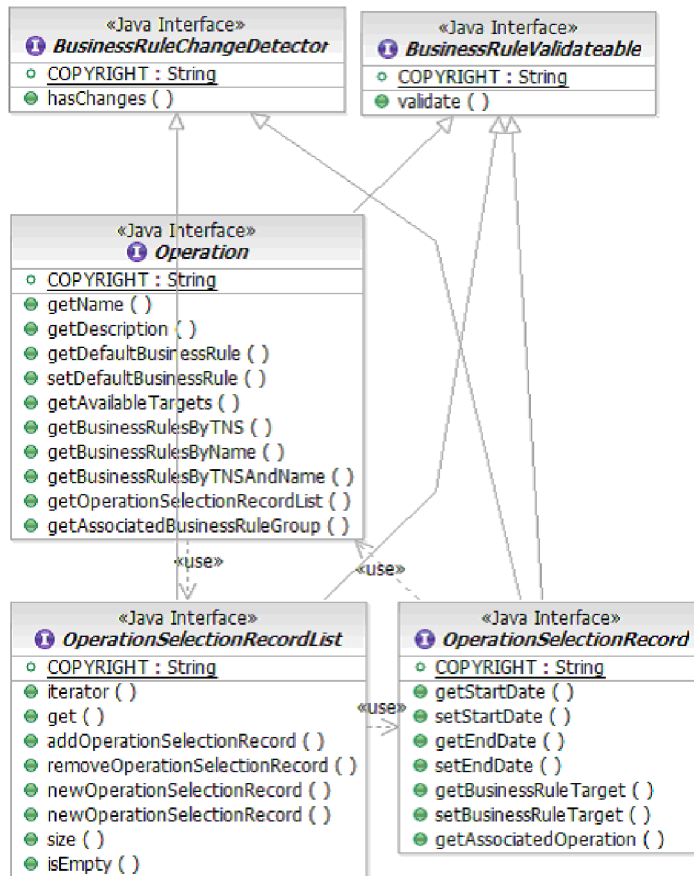 «Java Interface»
BusinessRuleChangeDetector
COPYRIGHT : String
hasChanges ( )
«Java Interface»
BusinessRuleValidateable
COPYRIGHT : String
validate ( )
«Java Interface»
Operation
COPYRIGHT : String
getName ( )
getDescription ( )
getDefaultBusinessRule ( )
setDefaultBusinessRule ( )
getAvailableTargets ( )
getBusinessRulesByTNS ( )
getBusinessRulesByName ( )
getBusinessRulesByTNSAndName ( )
getOperationSelectionRecordList ( )
getAssociatedBusinessRuleGroup ( )
«use»
«use»
«Java Interface»
OperationSelectionRecordList
COPYRIGHT : String
iterator ( )
get ( )
addOperationSelectionRecord ( )
removeOperationSelectionRecord ( )
newOperationSelectionRecord ( )
newOperationSelectionRecord ( )
size ( )
isEmpty ( )
«use»
«Java Interface»
OperationSelectionRecord
COPYRIGHT : String
getStartDate ( )
setStartDate ( )
getEndDate ( )
setEndDate ( )
getBusinessRuleTarget ( )
setBusinessRuleTarget ( )
getAssociatedOperation ( )